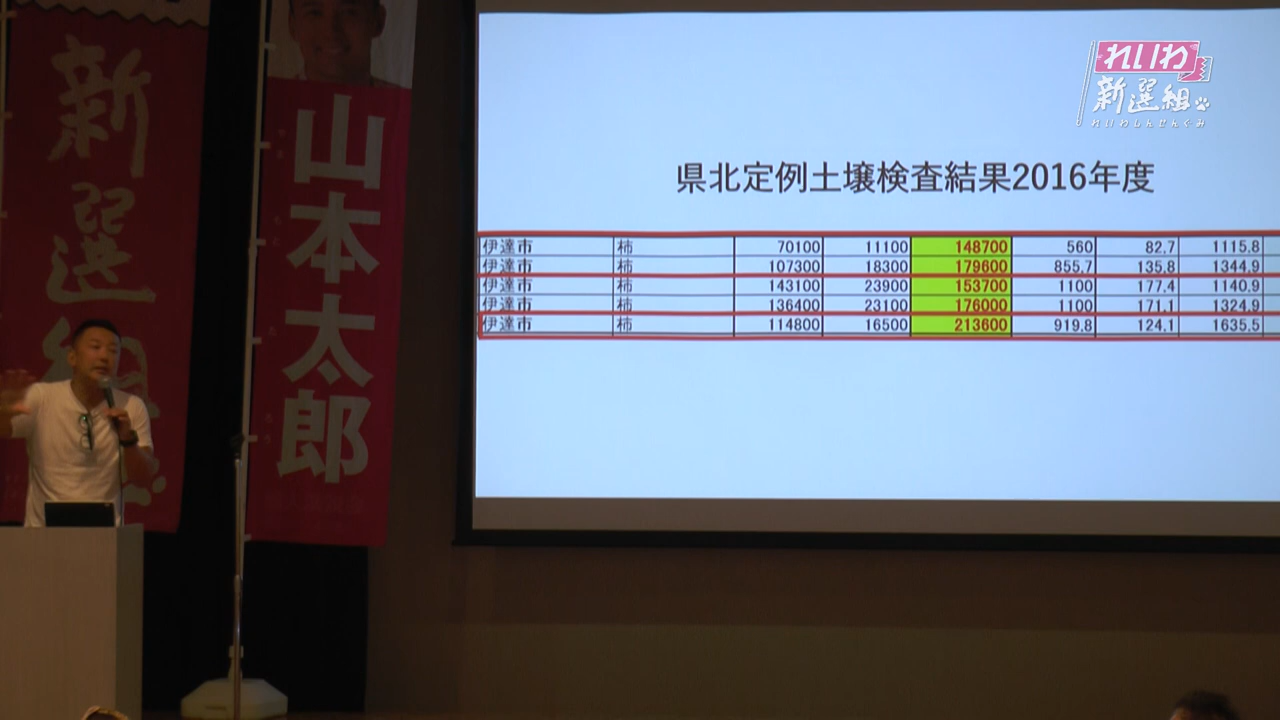 新選組
山本太郎
れいわ
新選組
れいわしんせんぐみ
県北定例土壌検査結果2016年度
伊達市 柿 70100 11100 148700 560 82.7 1115.8
伊達市 柿 107300 18300 179600 855.7 135.8 1344.9
伊達市 柿 143100 23900 153700 1100 177.4 1140.9
伊達市 柿 136400 23100 176000 1100 171.1 1324.9
伊達市 柿 114800 16500 213600 919.8 124.1 1635.5